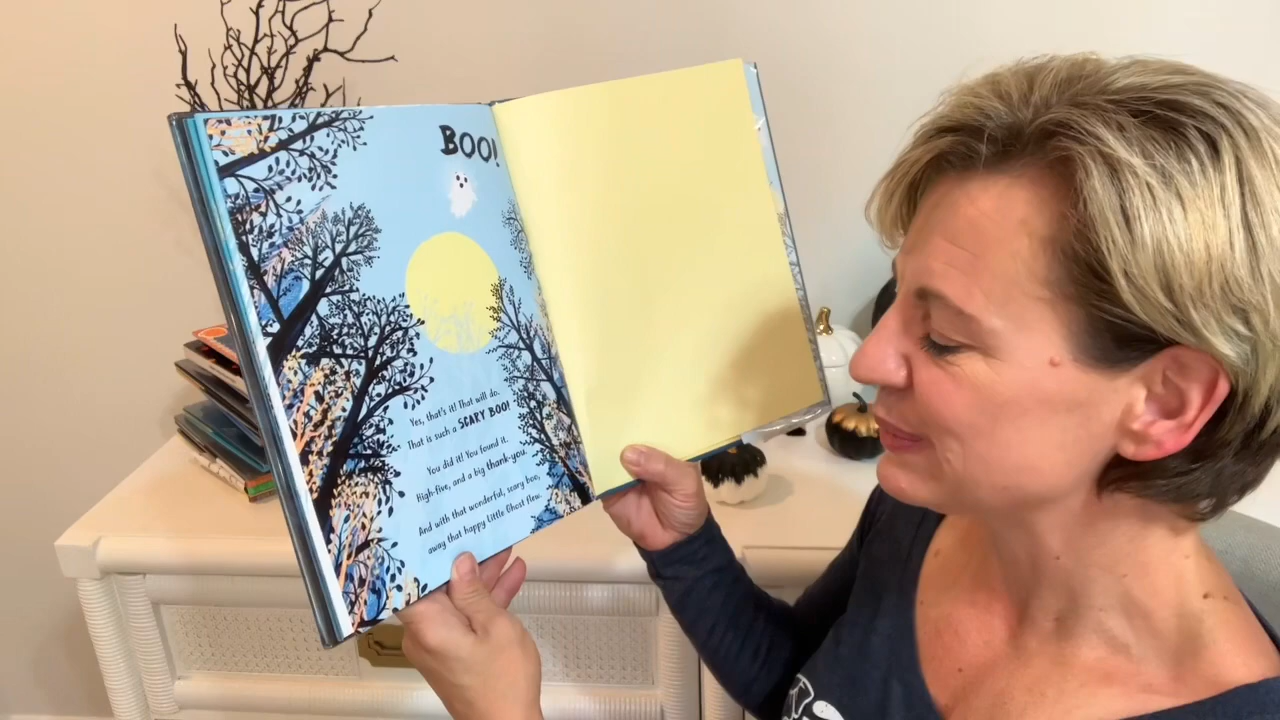 BOO!
Yes, that's it! That will do.
That is such a SCARY BOO!
You did it! You found it.
High-five, and a big thank-you.
And with that wonderful, scary boo,
away that happy Little Ghost flew.